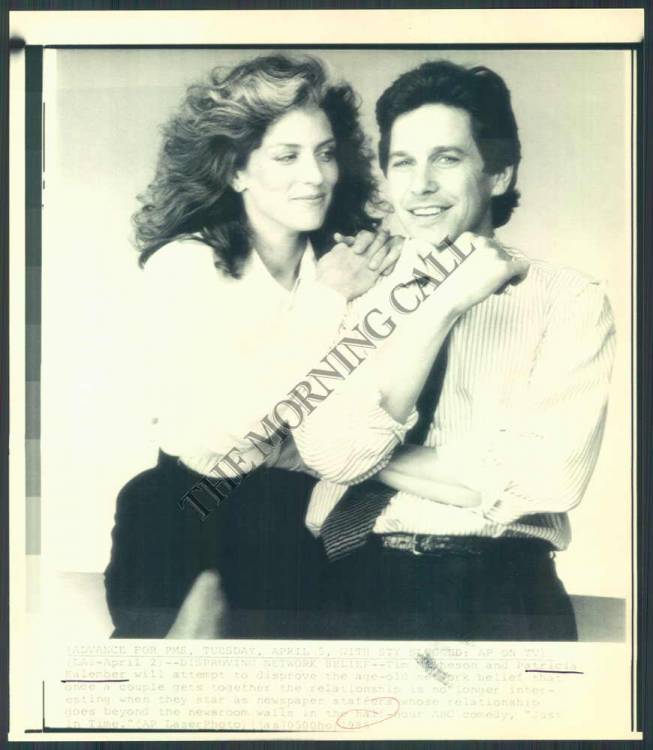 THE MORNING CALL
(ADVANCE FOR PMS, TUESDAY, APRIL 5, WITH STY SLUGGED: AP ON TV)
(LA4-April 2)--DISPROVING NETWORK BELIEF--Tim Matheson and Patricia
Kalember will attempt to disprove the age-old network belief that
once a couple gets together the relationship is no longer inter-
esting when they star as newspaper staffers whose relationship
goes beyond the newsroom walls in the half-hour ABC comedy, "Just
in Time."(AP LaserPhoto) 1988